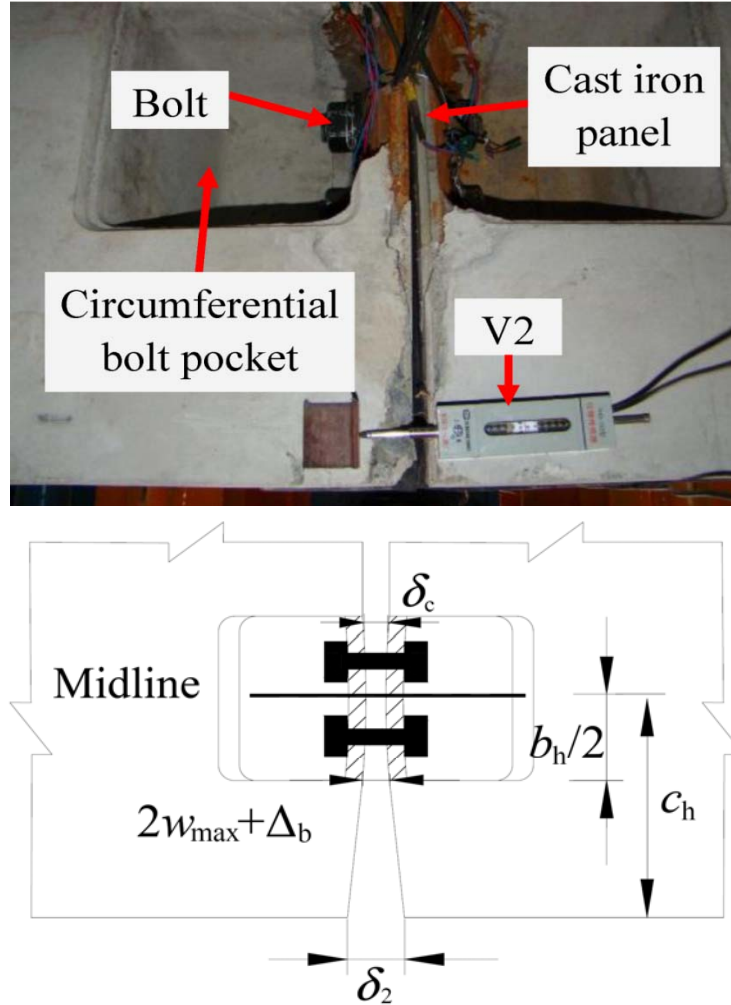 Bolt
Cast iron
panel
Circumferential
bolt pocket
V2
δc
Midline
bh/2
ch
2wmax+Δb
δ2